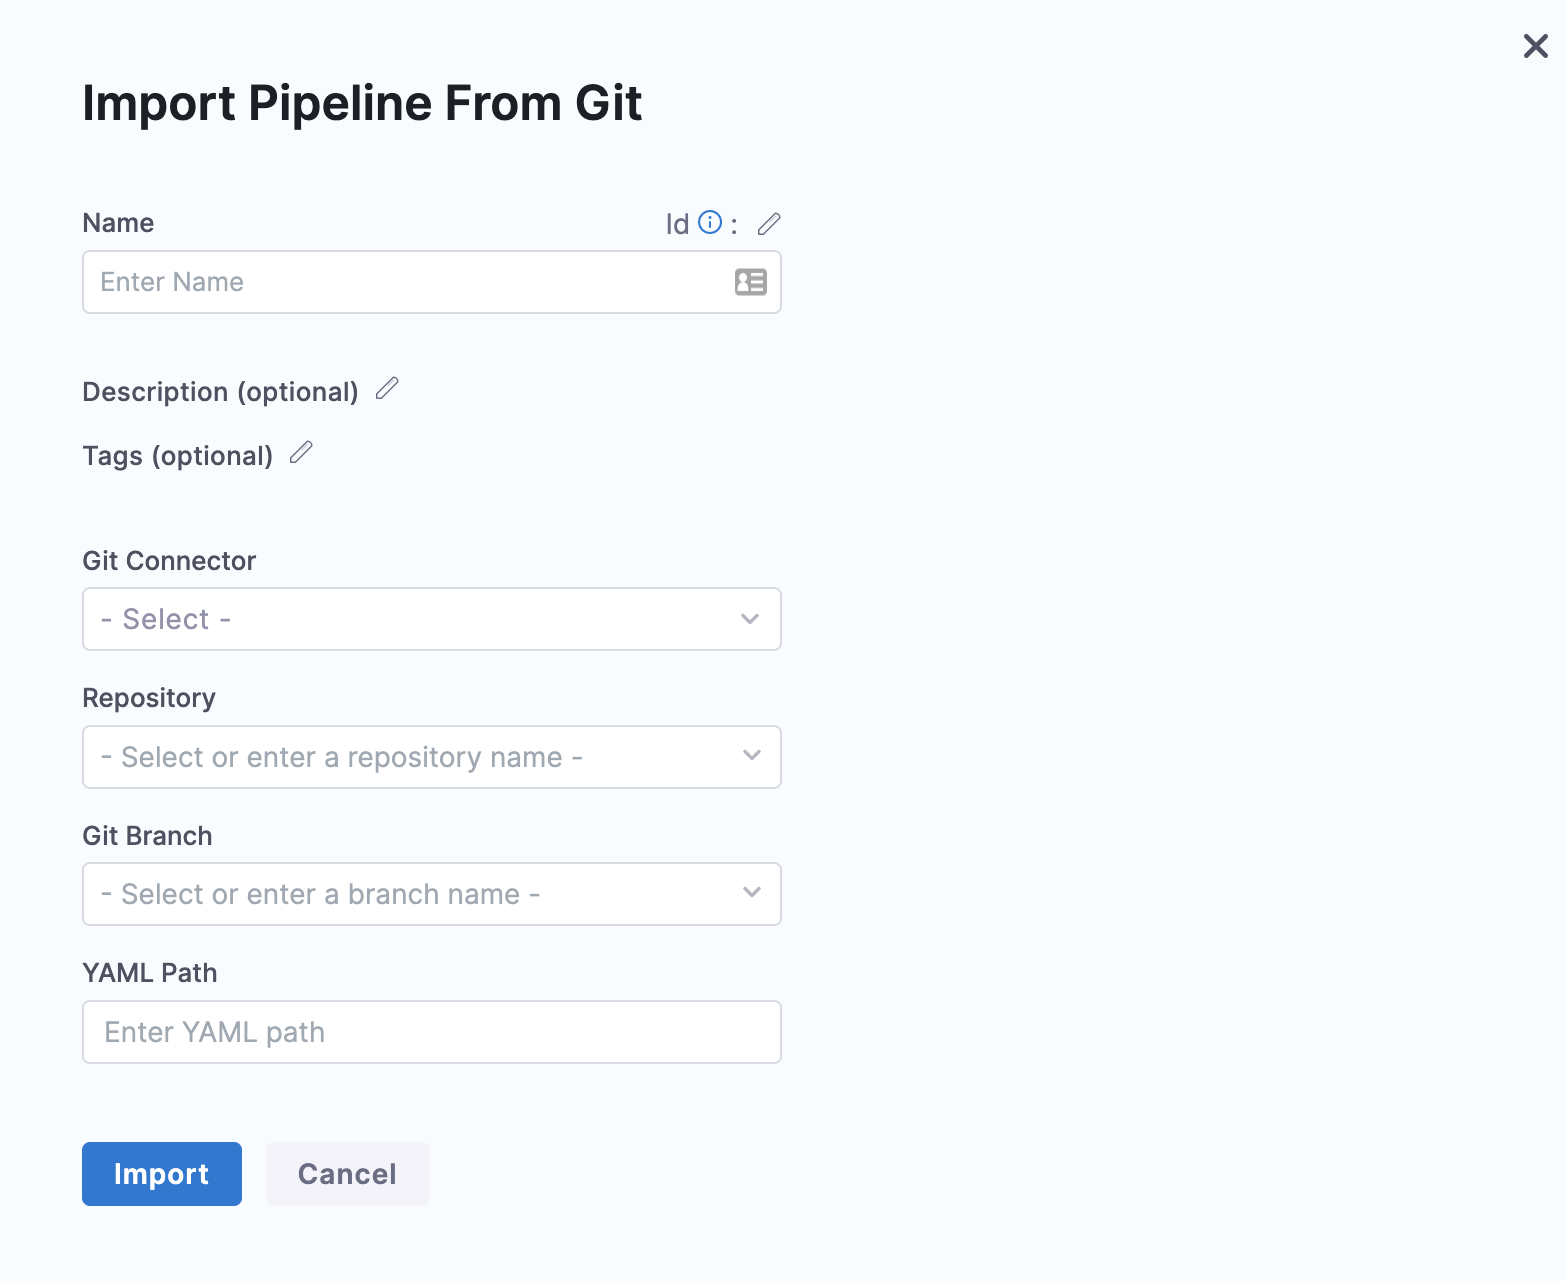 Import Pipeline From Git
Name
Id :
Enter Name
Description (optional)
Tags (optional)
Git Connector
- Select -
Repository
- Select or enter a repository name -
Git Branch
- Select or enter a branch name -
YAML Path
Enter YAML path
Import
Cancel